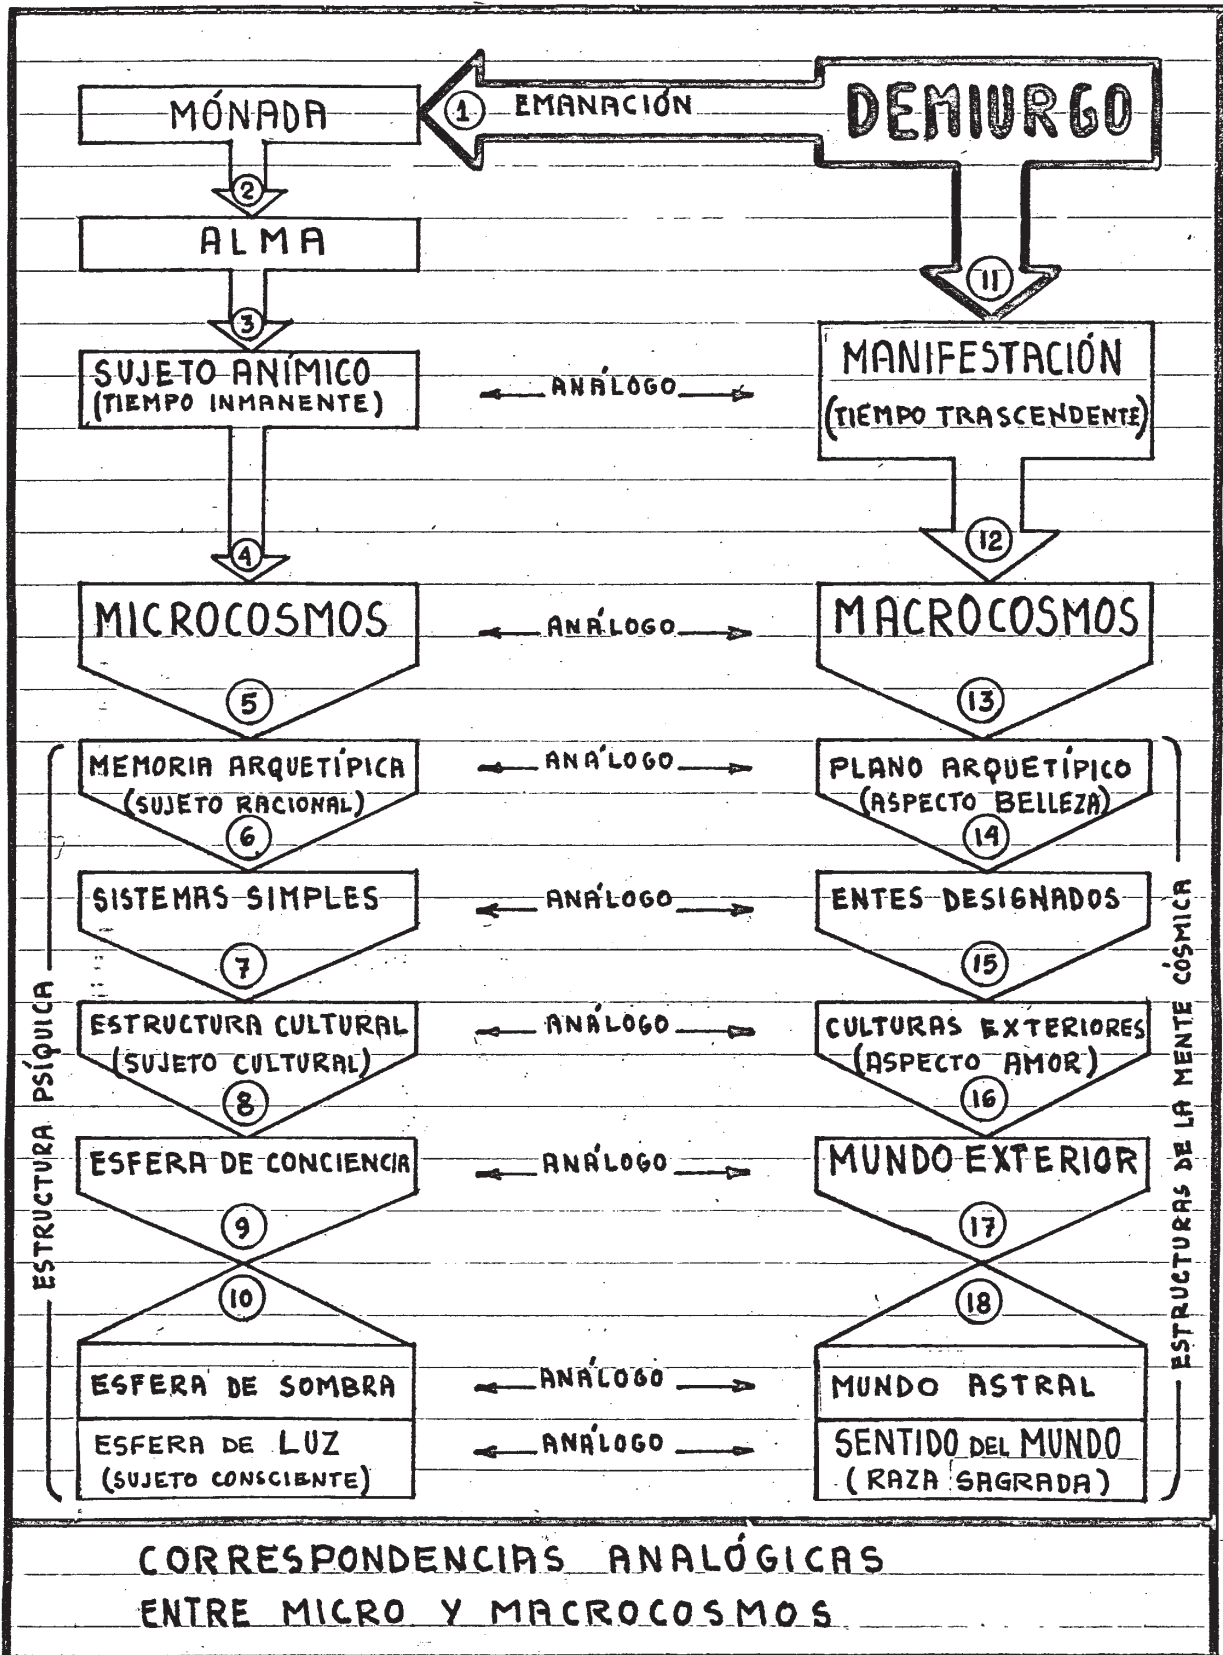 MÓNADA
1
EMANACIÓN
DEMIURGO
2
ALMA
11
3
SUJETO ANÍMICO
(TIEMPO INMANENTE)
ANÁLOGO
MANIFESTACIÓN
(TIEMPO TRASCENDENTE)
4
12
MICROCOSMOS
ANÁLOGO
MACROCOSMOS
5
13
MEMORIA ARQUETÍPICA
(SUJETO RACIONAL)
ANÁLOGO
PLANO ARQUETÍPICO
(ASPECTO BELLEZA)
6
14
SISTEMAS SIMPLES
ANÁLOGO
ENTES DESIGNADOS
7
15
ESTRUCTURA CULTURAL
(SUJETO CULTURAL)
ANÁLOGO
CULTURAS EXTERIORES
(ASPECTO AMOR)
8
16
ESFERA DE CONCIENCIA
ANÁLOGO
MUNDO EXTERIOR
9
17
10
18
ESFERA DE SOMBRA
ANÁLOGO
MUNDO ASTRAL
ESFERA DE LUZ
(SUJETO CONSCIENTE)
ANÁLOGO
SENTIDO DEL MUNDO
(RAZA SAGRADA)
ESTRUCTURA PSÍQUICA
ESTRUCTURAS DE LA MENTE CÓSMICA
CORRESPONDENCIAS ANALÓGICAS
ENTRE MICRO Y MACROCOSMOS